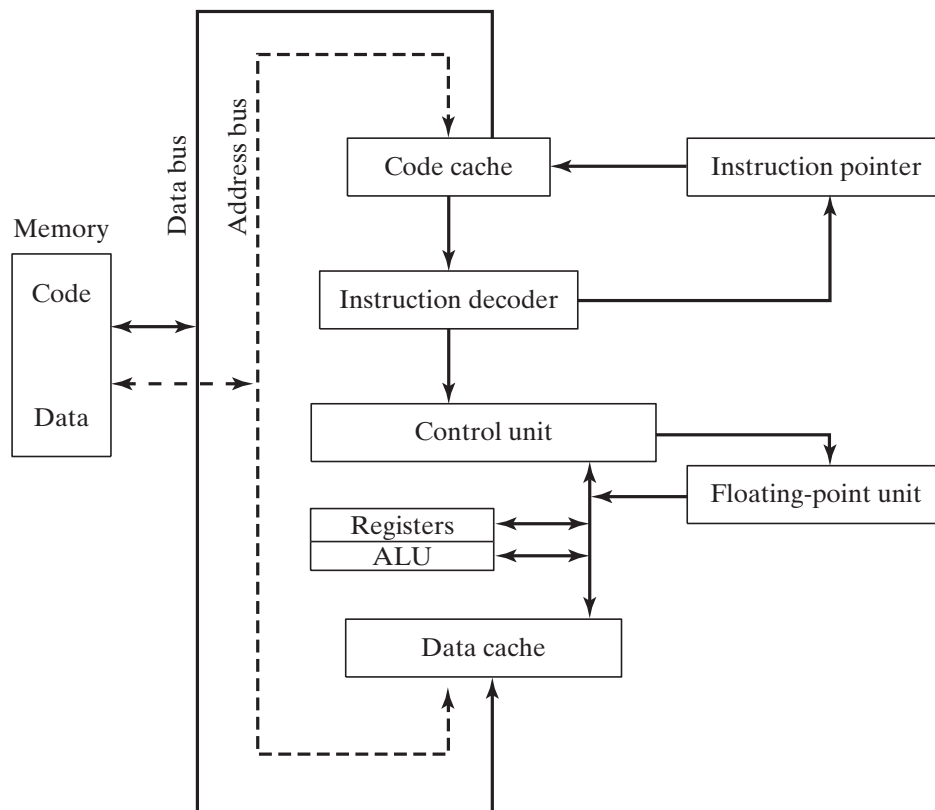 Data bus
Address bus
Code cache
Instruction pointer
Memory
Code
Instruction decoder
Data
Control unit
Floating-point unit
Registers
ALU
Data cache